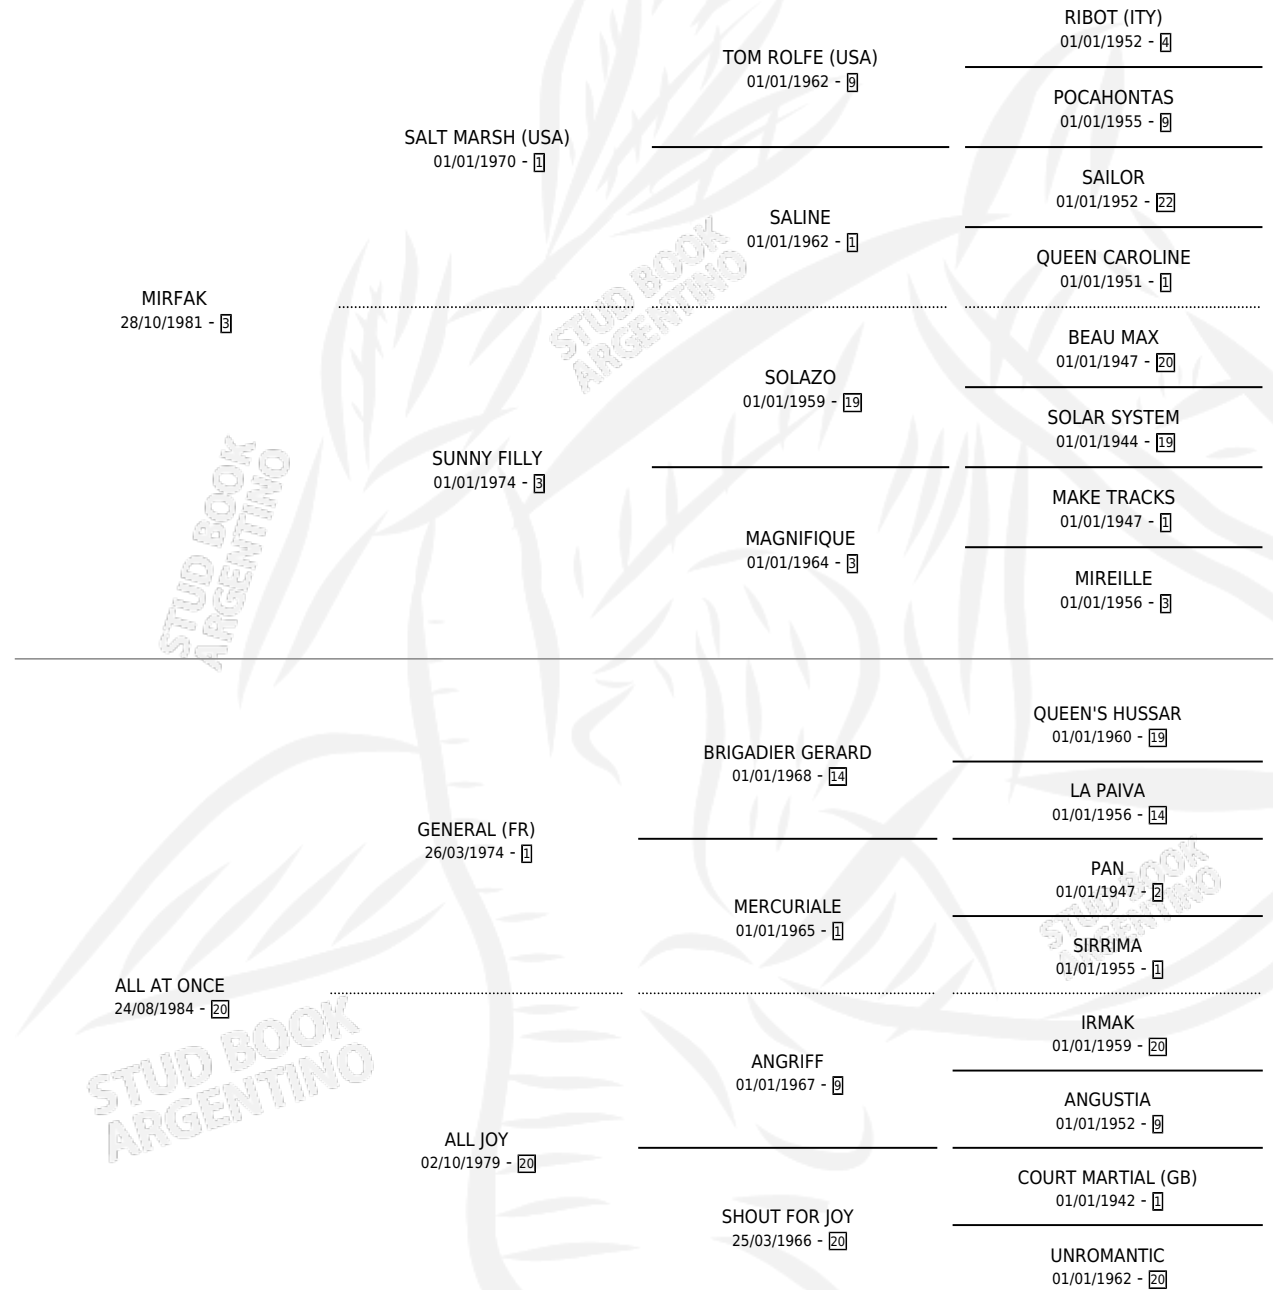 RIBOT (ITY)
01/01/1952 - 4
TOM ROLFE (USA)
01/01/1962 - 9
POCAHONTAS
01/01/1955 - 9
SALT MARSH (USA)
01/01/1970 - 1
SAILOR
01/01/1952 - 22
SALINE
01/01/1962 - 1
QUEEN CAROLINE
01/01/1951 - 1
MIRFAK
28/10/1981 - 3
BEAU MAX
01/01/1947 - 20
SOLAZO
01/01/1959 - 19
SOLAR SYSTEM
01/01/1944 - 19
SUNNY FILLY
01/01/1974 - 3
MAKE TRACKS
01/01/1947 - 1
MAGNIFIQUE
01/01/1964 - 3
MIREILLE
01/01/1956 - 3
QUEEN'S HUSSAR
01/01/1960 - 19
BRIGADIER GERARD
01/01/1968 - 14
LA PAIVA
01/01/1956 - 14
GENERAL (FR)
26/03/1974 - 1
PAN
01/01/1947 - 2
MERCURIALE
01/01/1965 - 1
SIRRIMA
01/01/1955 - 1
ALL AT ONCE
24/08/1984 - 20
IRMAK
01/01/1959 - 20
ANGRIFF
01/01/1967 - 9
ANGUSTIA
01/01/1952 - 9
ALL JOY
02/10/1979 - 20
COURT MARTIAL (GB)
01/01/1942 - 1
SHOUT FOR JOY
25/03/1966 - 20
UNROMANTIC
01/01/1962 - 20
STUD BOOK
ARGENTINO
STUD BOOK
ARGENTINO
STUD BOOK
ARGENTINO
STUD BOOK
ARGENTINO